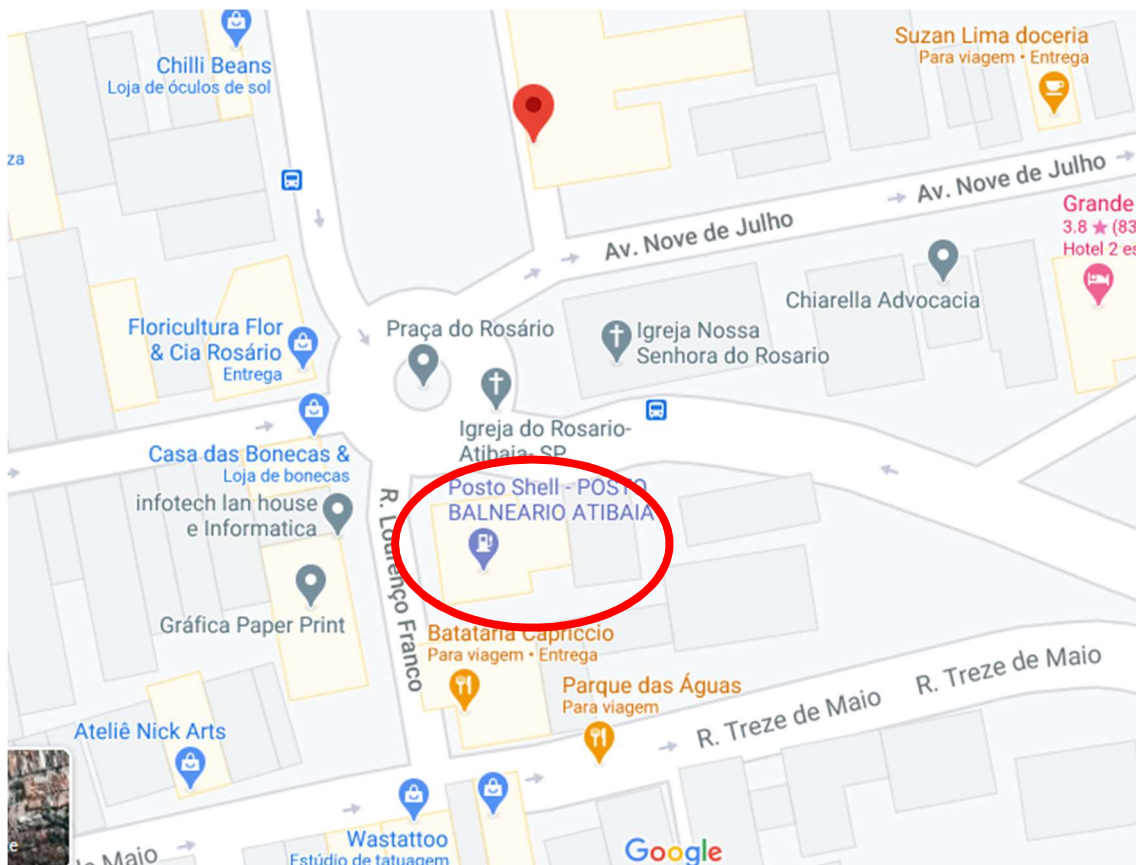 Chilli Beans
Loja de óculos de sol
Suzan Lima doceria
Para viagem • Entrega
za
Av. Nove de Julho
Av. Nove de Julho
Grande
3.8 ★ (83
Hotel 2 es
Chiarella Advocacia
Floricultura Flor
& Cia Rosário
Entrega
Praça do Rosário
Igreja Nossa
Senhora do Rosario
Igreja do Rosario-
Atibaia- SP
Casa das Bonecas &
Loja de bonecas
infotech lan house
e Informatica
Posto Shell - POSTO
BALNEARIO ATIBAIA
R. Lourenço Franco
Gráfica Paper Print
Batataria Capriccio
Para viagem • Entrega
Parque das Águas
Para viagem
R. Treze de Maio
R. Treze de Maio
Ateliê Nick Arts
Wastattoo
Estúdio de tatuagem
Google
te
de Maio